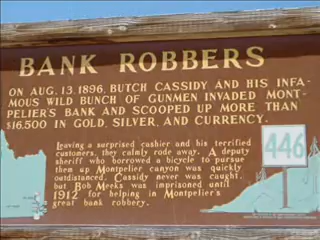 BANK ROBBERS
ON AUG. 13, 1896, BUTCH CASSIDY AND HIS INFA-
MOUS WILD BUNCH OF GUNMEN INVADED MONT-
PELIER'S BANK AND SCOOPED UP MORE THAN
$16,500 IN GOLD, SILVER, AND CURRENCY.
Leaving a surprised cashier and his terrified
customers, they calmly rode away. A deputy
sheriff who borrowed a bicycle to pursue
them up Montpelier canyon was quickly
outdistanced. Cassidy never was caught,
but Bob Meeks was imprisoned until
1912 for helping in Montpelier's
great bank robbery.
446